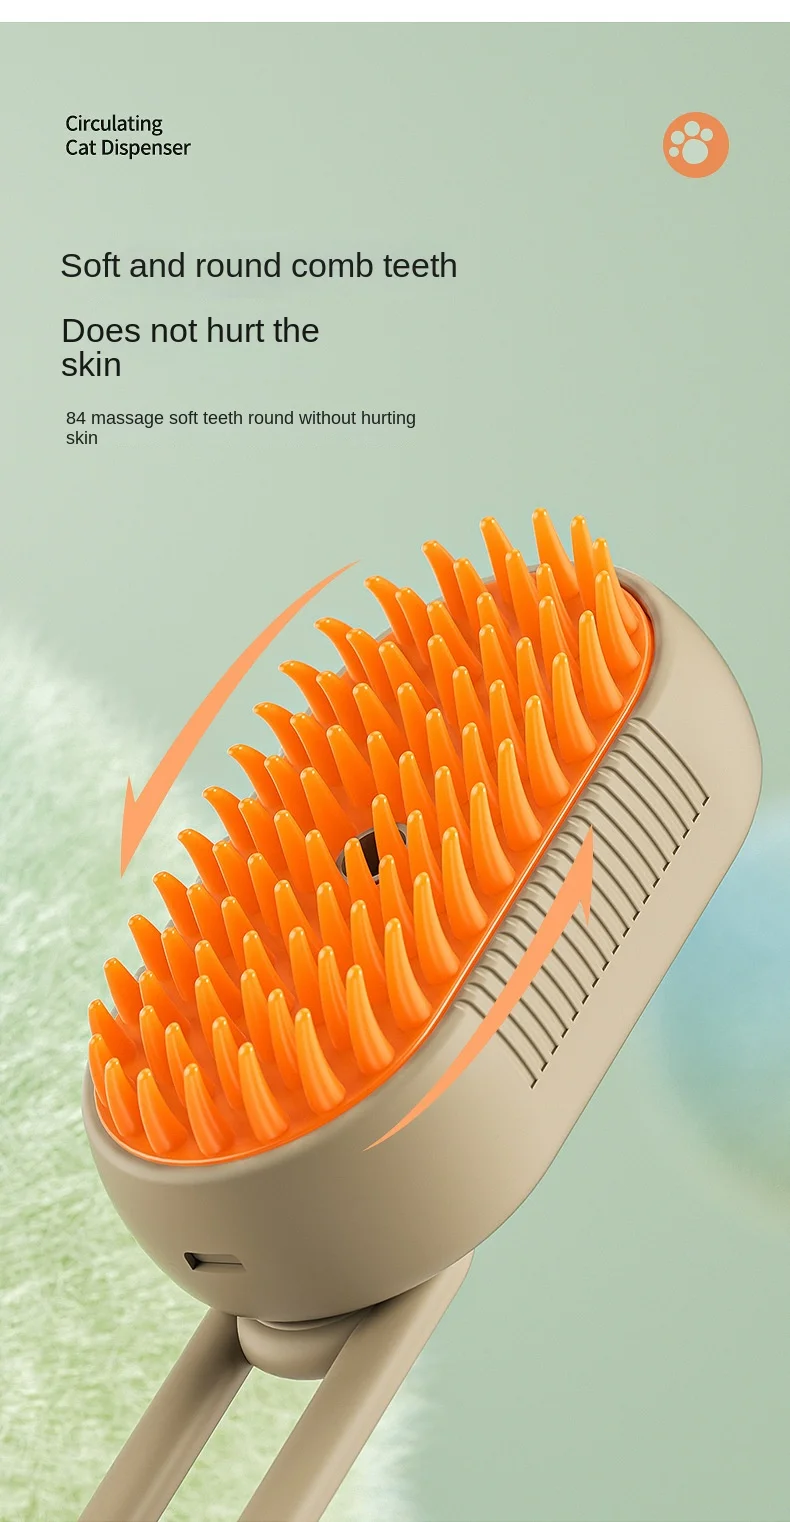 Circulating
Cat Dispenser
Soft and round comb teeth
Does not hurt the
skin
84 massage soft teeth round without hurting
skin